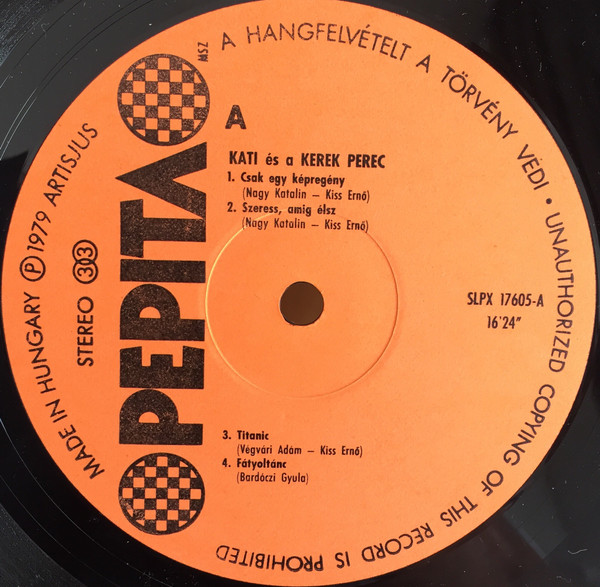 A HANGFELVÉTELT A TÖRVÉNY VÉDI • UNAUTHORIZED COPYING OF THIS RECORD IS PROHIBITED
MADE IN HUNGARY Ⓟ 1979 ARTISJUS
STEREO 33
PEPITA
MSZ
A
KATI és a KEREK PEREC
1. Csak egy képregény
(Nagy Katalin – Kiss Ernő)
2. Szeress, amig élsz
(Nagy Katalin – Kiss Ernő)
SLPX 17605-A
16'24"
3. Titanic
(Végvári Ádám – Kiss Ernő)
4. Fátyoltánc
(Bardóczi Gyula)